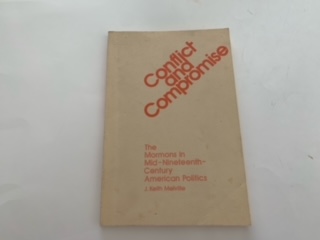 Conflict
and
Compromise
The
Mormons in
Mid-Nineteenth-
Century
American Politics
J. Keith Melville